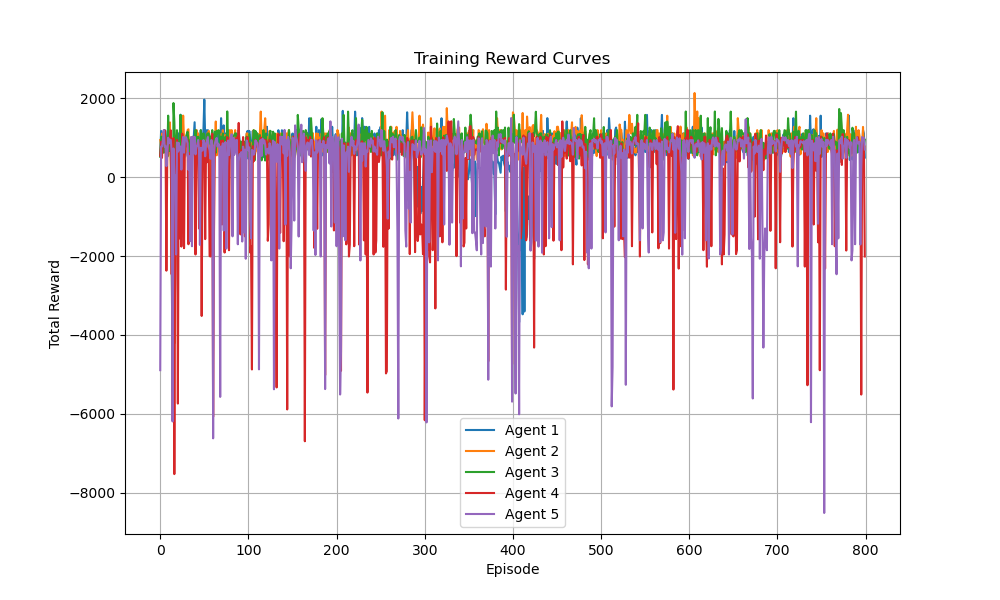 Training Reward Curves
Total Reward
2000
0
−2000
−4000
−6000
−8000
Agent 1
Agent 2
Agent 3
Agent 4
Agent 5
0 100 200 300 400 500 600 700 800
Episode